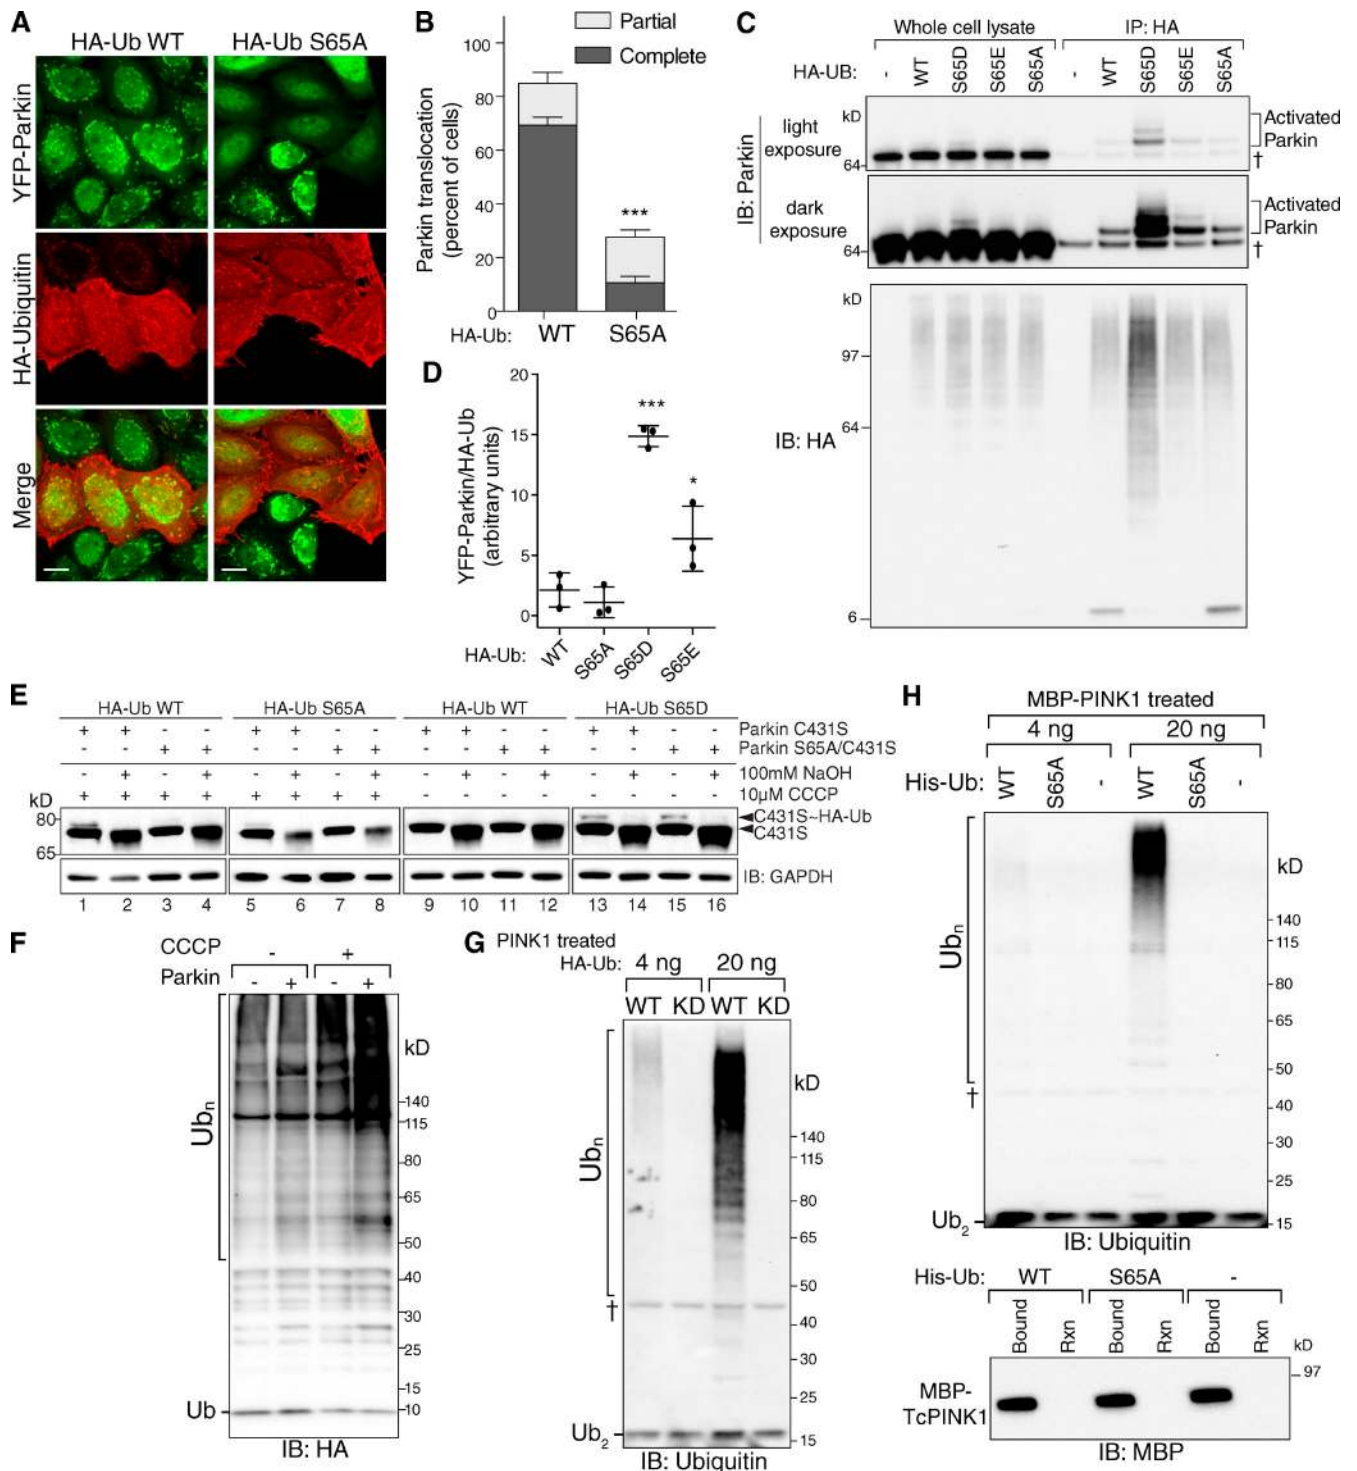 A
HA-Ub WT HA-Ub S65A
YFP-Parkin
HA-Ubiquitin
Merge
B
Partial
Complete
Parkin translocation
(percent of cells)
100
80
60
40
20
0
***
HA-Ub: WT S65A
C
Whole cell lysate IP: HA
HA-UB: - WT S65D S65E S65A - WT S65D S65E S65A
IB: Parkin
kD
light
exposure
64
Activated
Parkin
†
dark
exposure
64
Activated
Parkin
†
kD
97
64
IB: HA
6
D
YFP-Parkin/HA-Ub
(arbitrary units)
20
15
10
5
0
***
*
HA-Ub: WT S65A S65D S65E
E
HA-Ub WT HA-Ub S65A HA-Ub WT HA-Ub S65D
+ + - - + + - - + + - - + + - - Parkin C431S
- - + + - - + + - - + + - - + + Parkin S65A/C431S
- + - + - + - + - + - + - + - + 100mM NaOH
+ + + + + + + + - - - - - - - - 10µM CCCP
kD
80
65
C431S~HA-Ub
C431S
IB: GAPDH
1 2 3 4 5 6 7 8 9 10 11 12 13 14 15 16
F
CCCP - +
Parkin - + - +
Ubn
kD
140
115
80
65
50
40
30
25
15
10
Ub
IB: HA
G
PINK1 treated
HA-Ub: 4 ng 20 ng
WT KD WT KD
Ubn
kD
140
115
80
65
50
†
40
30
25
15
Ub2
IB: Ubiquitin
H
MBP-PINK1 treated
4 ng 20 ng
His-Ub: WT S65A - WT S65A -
Ubn
kD
140
115
80
65
50
†
40
30
25
15
Ub2
IB: Ubiquitin
His-Ub: WT S65A -
Bound Rxn Bound Rxn Bound Rxn
kD
97
MBP-
TcPINK1
IB: MBP